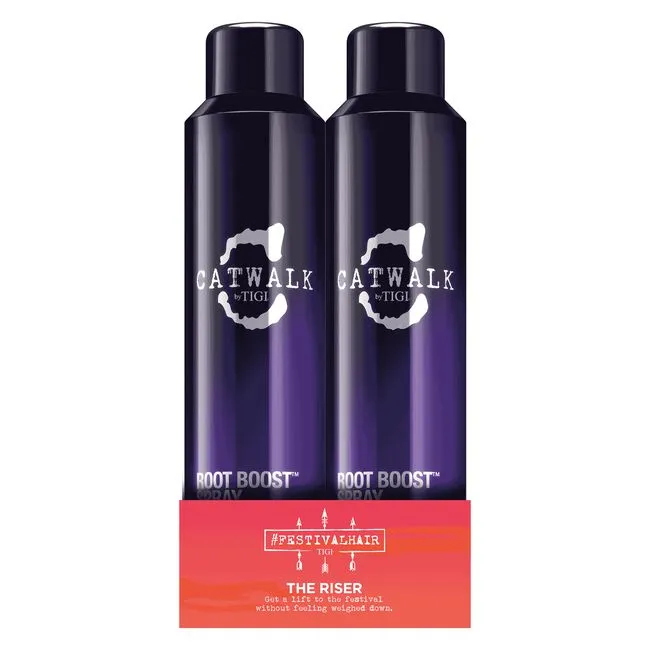 CATWALK
by TIGI
CATWALK
by TIGI
ROOT BOOST™
SPRAY
ROOT BOOST™
SPRAY
#FESTIVALHAIR
TIGI
THE RISER
Get a lift to the festival
without feeling weighed down.